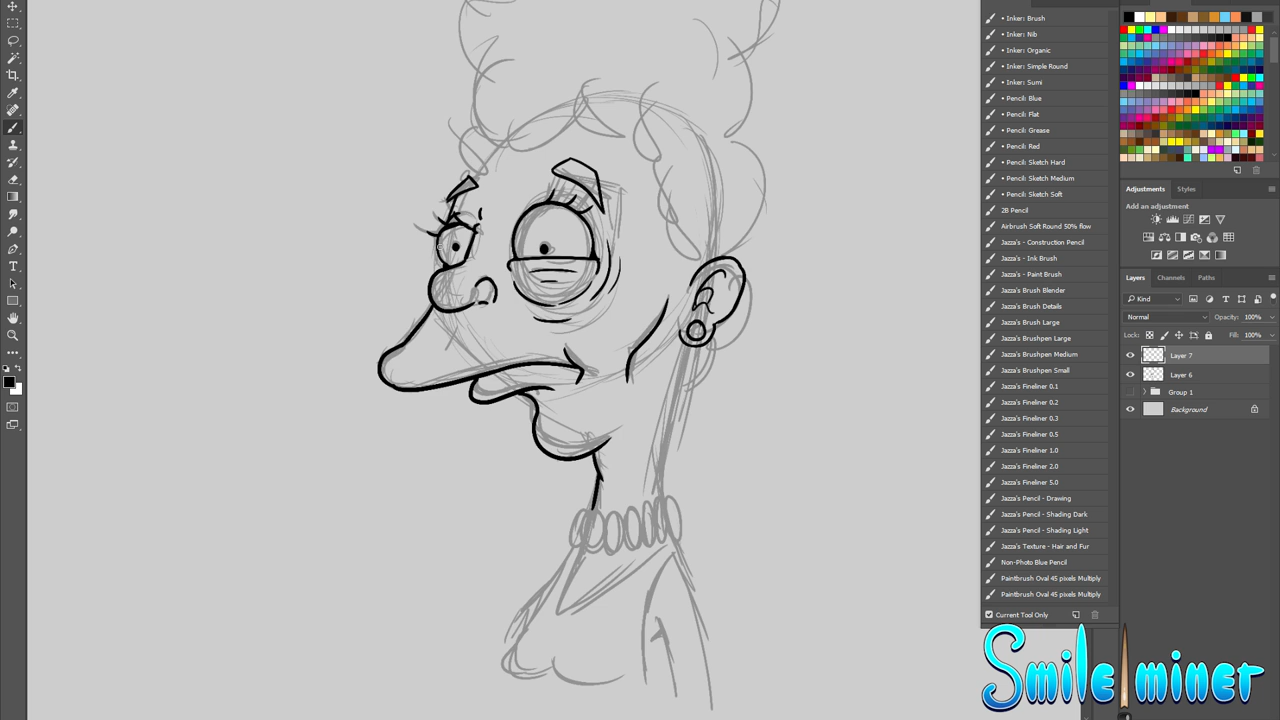 • Inker: Brush
• Inker: Nib
• Inker: Organic
• Inker: Simple Round
• Inker: Sumi
• Pencil: Blue
• Pencil: Flat
• Pencil: Grease
• Pencil: Red
• Pencil: Sketch Hard
• Pencil: Sketch Medium
• Pencil: Sketch Soft
2B Pencil
Airbrush Soft Round 50% flow
Jazza's - Construction Pencil
Jazza's - Ink Brush
Jazza's - Paint Brush
Jazza's Brush Blender
Jazza's Brush Details
Jazza's Brush Large
Jazza's Brushpen Large
Jazza's Brushpen Medium
Jazza's Brushpen Small
Jazza's Fineliner 0.1
Jazza's Fineliner 0.2
Jazza's Fineliner 0.3
Jazza's Fineliner 0.5
Jazza's Fineliner 1.0
Jazza's Fineliner 2.0
Jazza's Fineliner 5.0
Jazza's Pencil - Drawing
Jazza's Pencil - Shading Dark
Jazza's Pencil - Shading Light
Jazza's Texture - Hair and Fur
Non-Photo Blue Pencil
Paintbrush Oval 45 pixels Multiply
Paintbrush Oval 45 pixels Multiply
Current Tool Only
Adjustments Styles
Add an adjustment
Layers Channels Paths
Kind
Normal Opacity: 100%
Lock: Fill: 100%
Layer 7
Layer 6
Group 1
Background
Smile miner